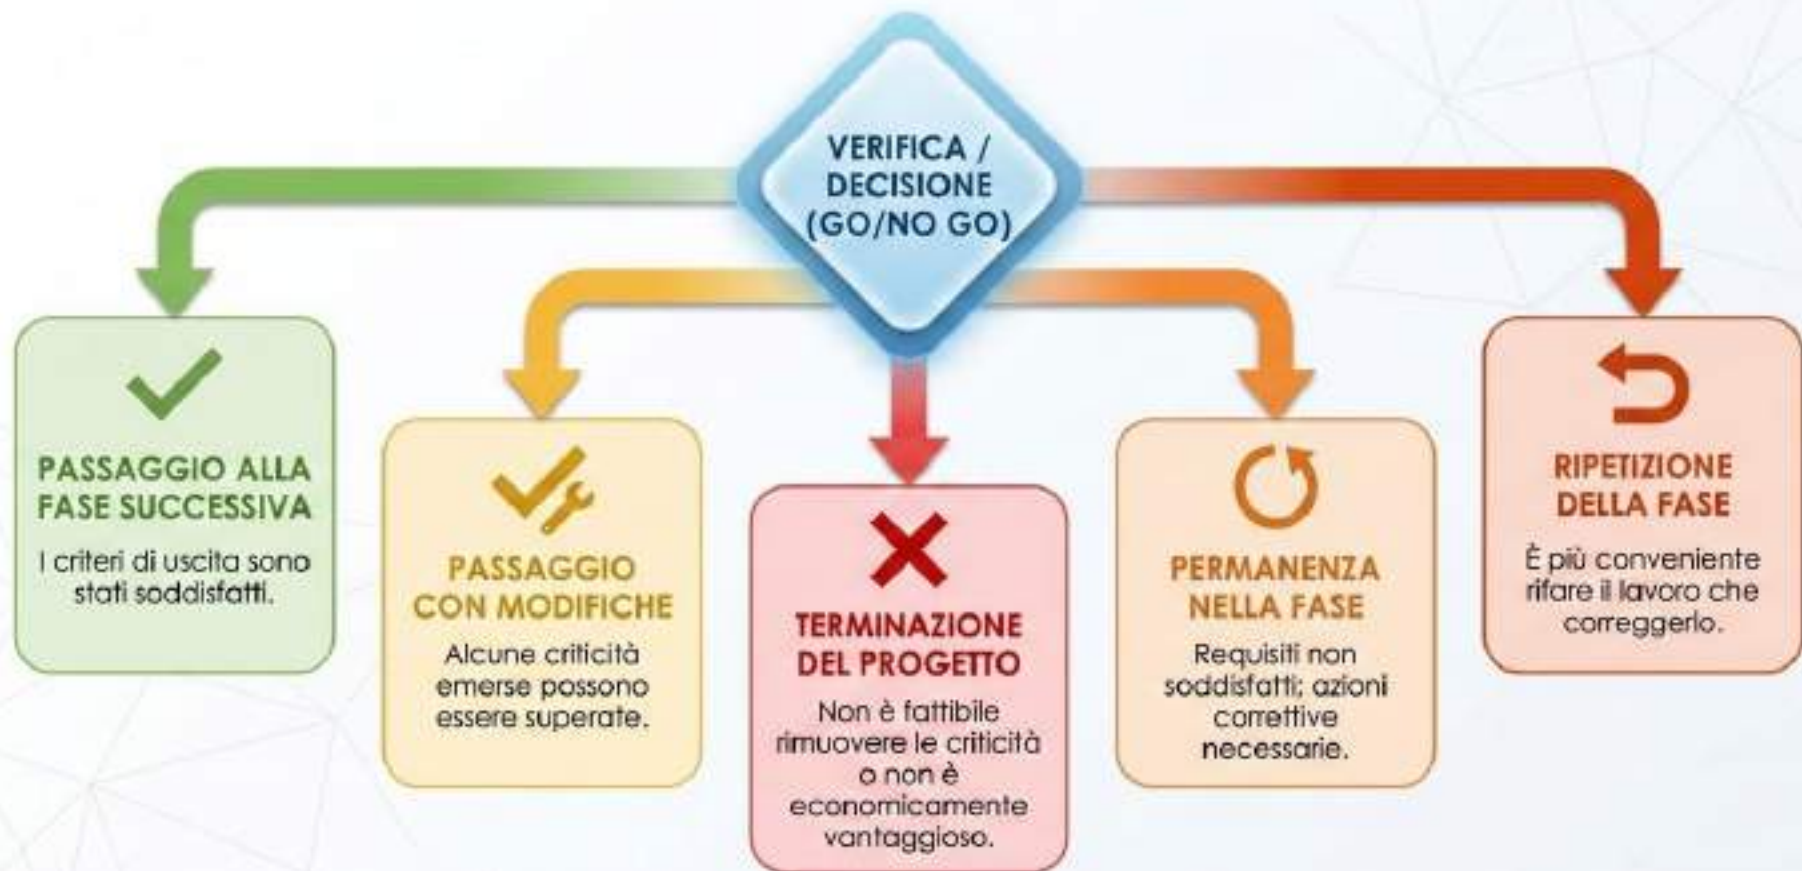 VERIFICA /
DECISIONE
(GO/NO GO)
PASSAGGIO ALLA
FASE SUCCESSIVA
I criteri di uscita sono
stati soddisfatti.
PASSAGGIO
CON MODIFICHE
Alcune criticità
emerse possono
essere superate.
TERMINAZIONE
DEL PROGETTO
Non è fattibile
rimuovere le criticità
o non è
economicamente
vantaggioso.
PERMANENZA
NELLA FASE
Requisiti non
soddisfatti; azioni
correttive
necessarie.
RIPETIZIONE
DELLA FASE
È più conveniente
rifare il lavoro che
correggerlo.